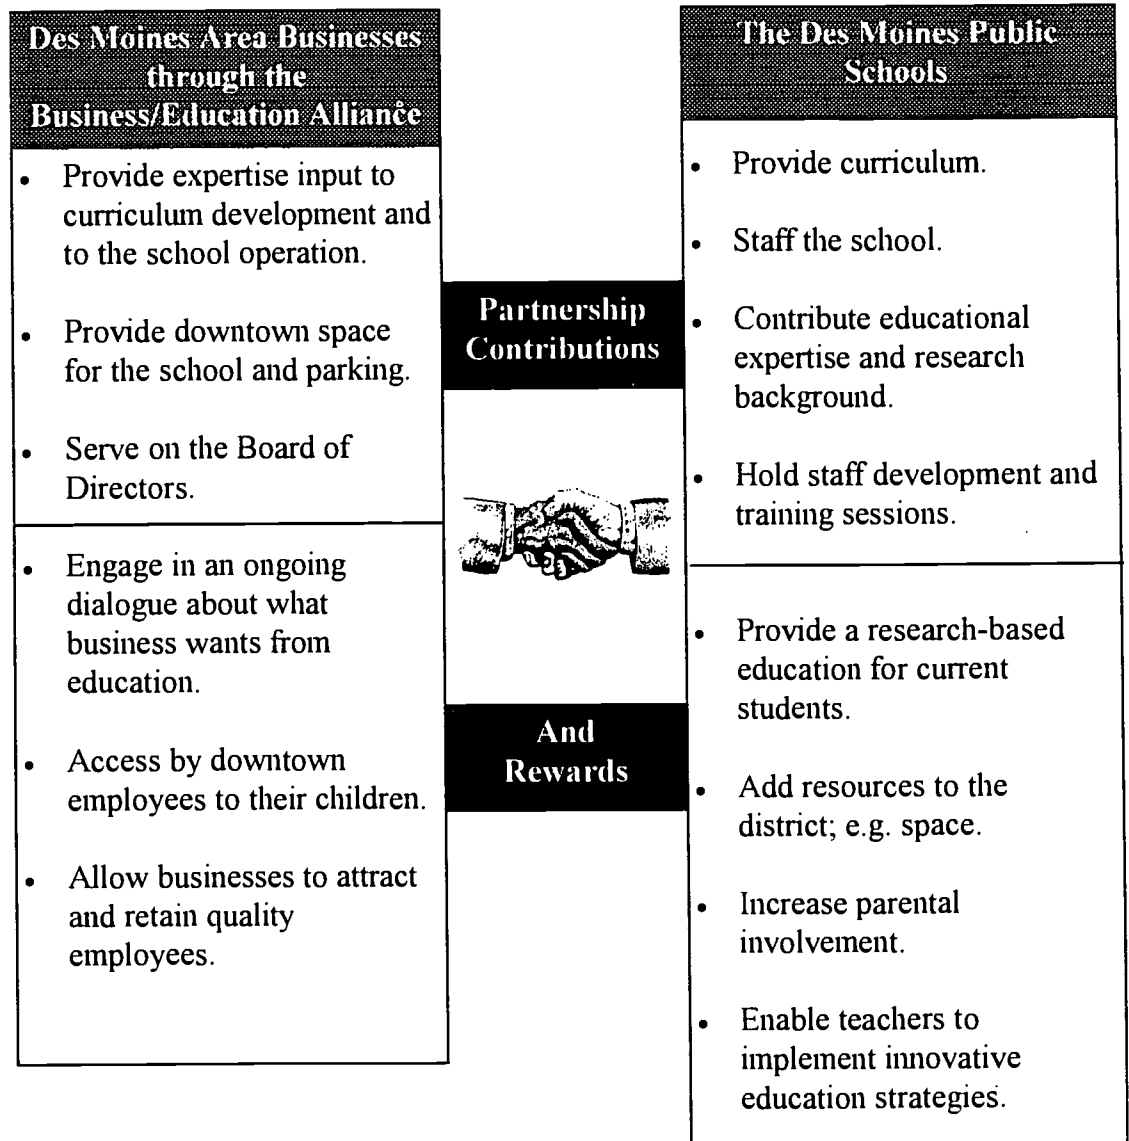 Des Moines Area Businesses
through the
Business/Education Alliance
• Provide expertise input to
curriculum development and
to the school operation.
• Provide downtown space
for the school and parking.
• Serve on the Board of
Directors.
• Engage in an ongoing
dialogue about what
business wants from
education.
• Access by downtown
employees to their children.
• Allow businesses to attract
and retain quality
employees.
Partnership
Contributions
And
Rewards
The Des Moines Public
Schools
• Provide curriculum.
• Staff the school.
• Contribute educational
expertise and research
background.
• Hold staff development and
training sessions.
• Provide a research-based
education for current
students.
• Add resources to the
district; e.g. space.
• Increase parental
involvement.
• Enable teachers to
implement innovative
education strategies.